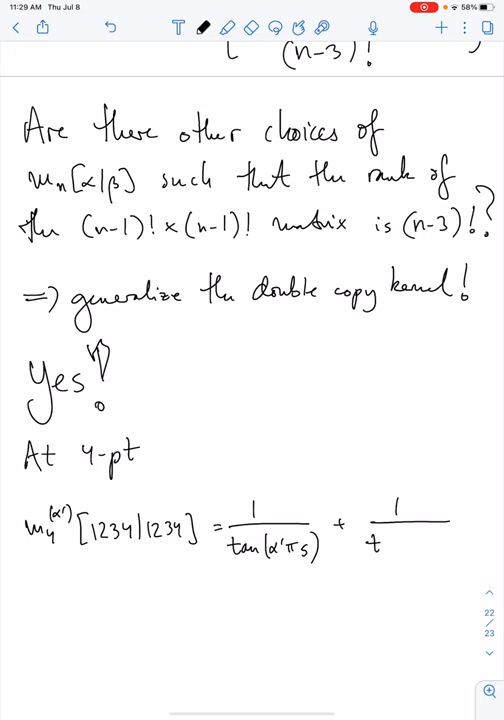 11:29 AM Thu Jul 8
58%
(n-3)!
Are there other choices of
mn[α|β] such that the rank of
the (n-1)! × (n-1)! matrix is (n-3)!?
=> generalize the double copy kernel!
Yes!
At 4-pt
m4^(α') [1234|1234] = 1/tan(α'πs) + 1/t
22
/
23